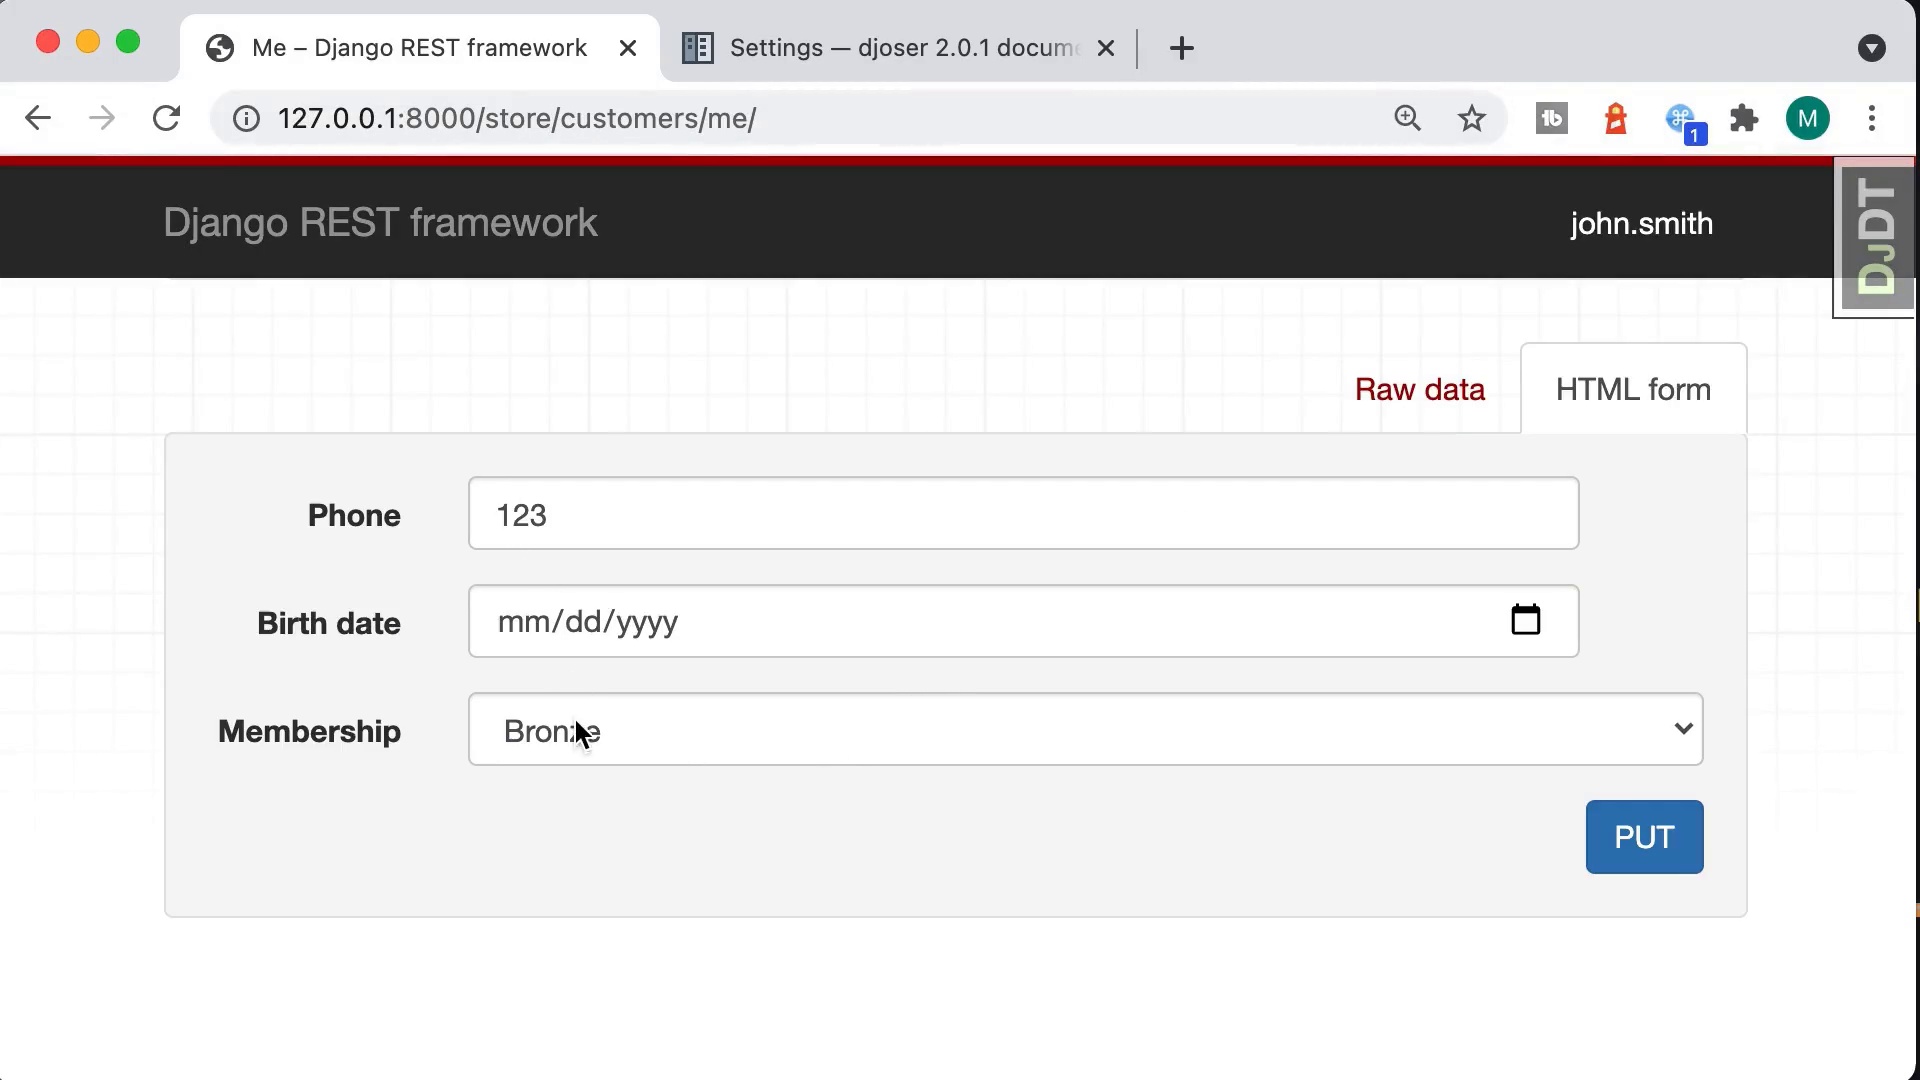 Me – Django REST framework
Settings — djoser 2.0.1 docume
127.0.0.1:8000/store/customers/me/
tb
1
M
Django REST framework
john.smith
DJDT
Raw data
HTML form
Phone
123
Birth date
mm/dd/yyyy
Membership
Bronze
PUT